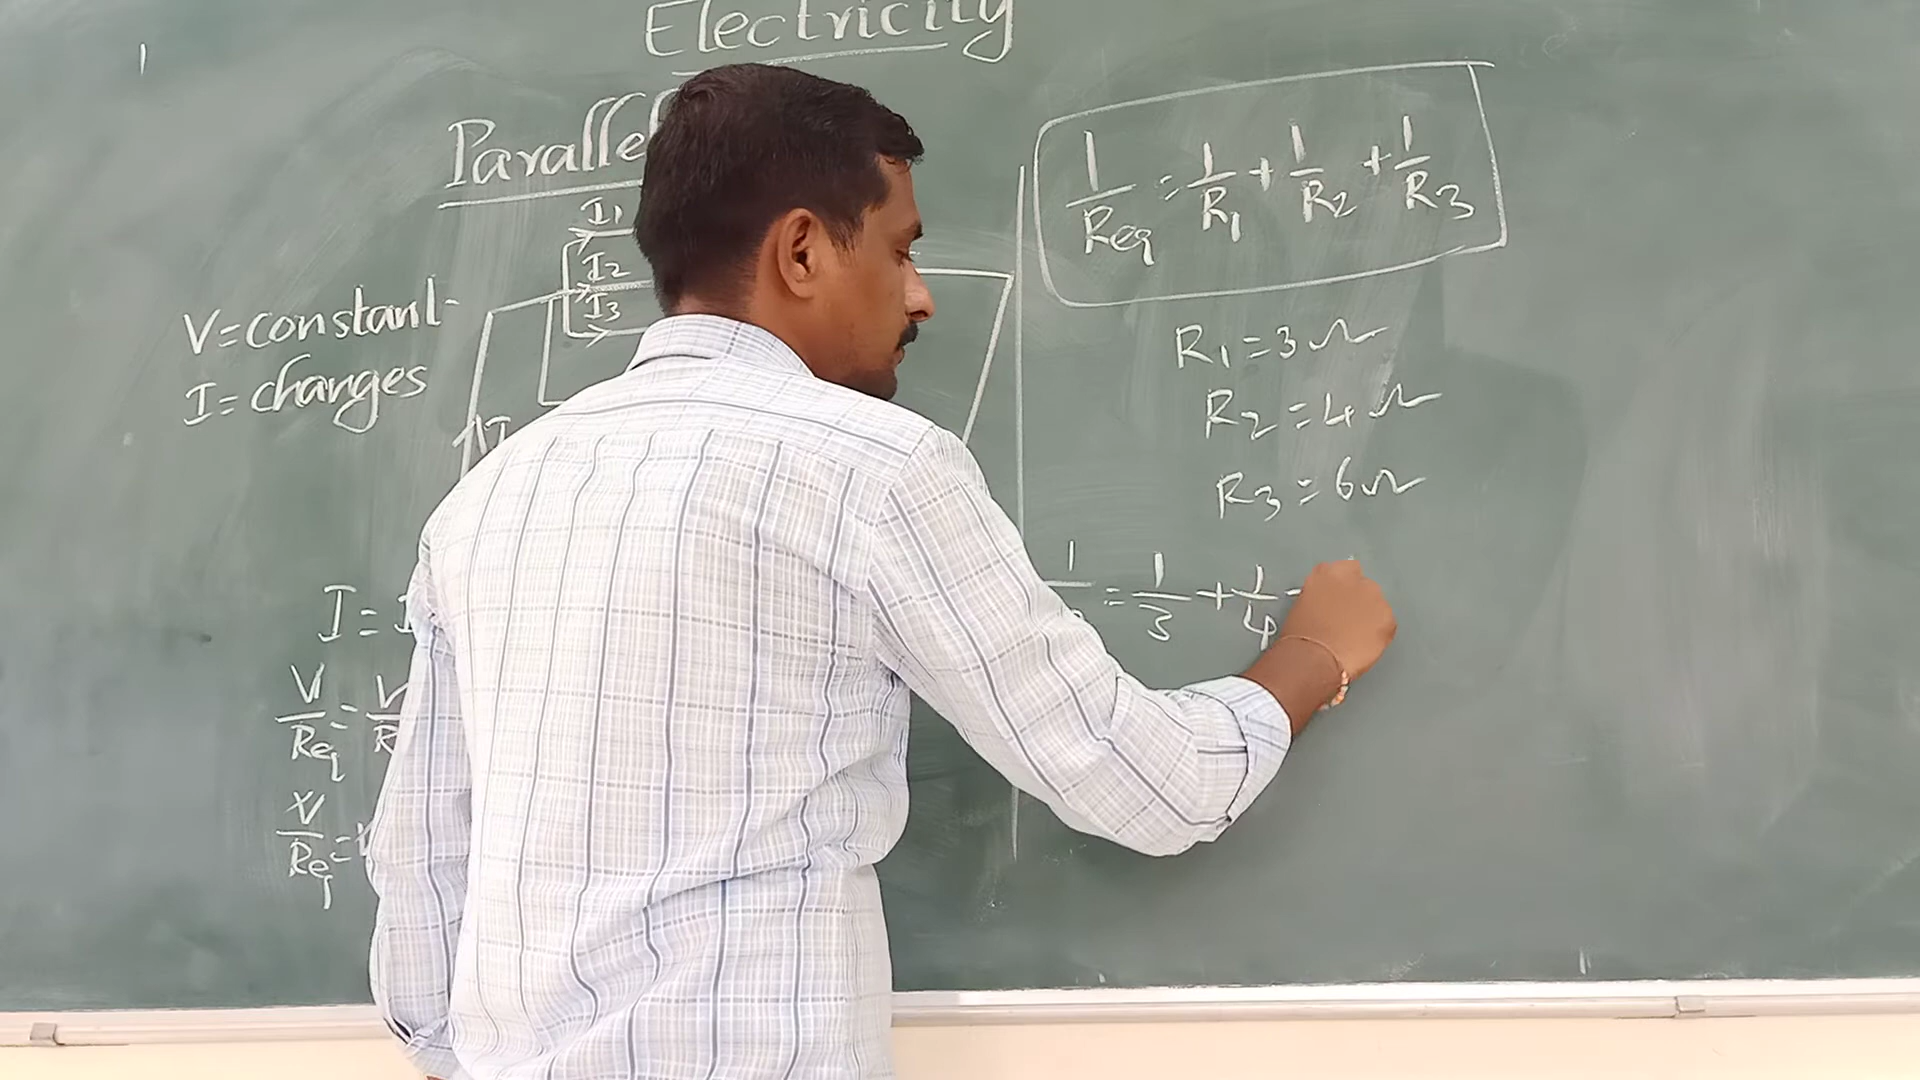 Electricity
Paralle
I1
I2
I3
V=constant
I=changes
I=I
V/Req=V/R
V/Req=
1/Req=1/R1+1/R2+1/R3
R1=3Ω
R2=4Ω
R3=6Ω
1/=1/3+1/4